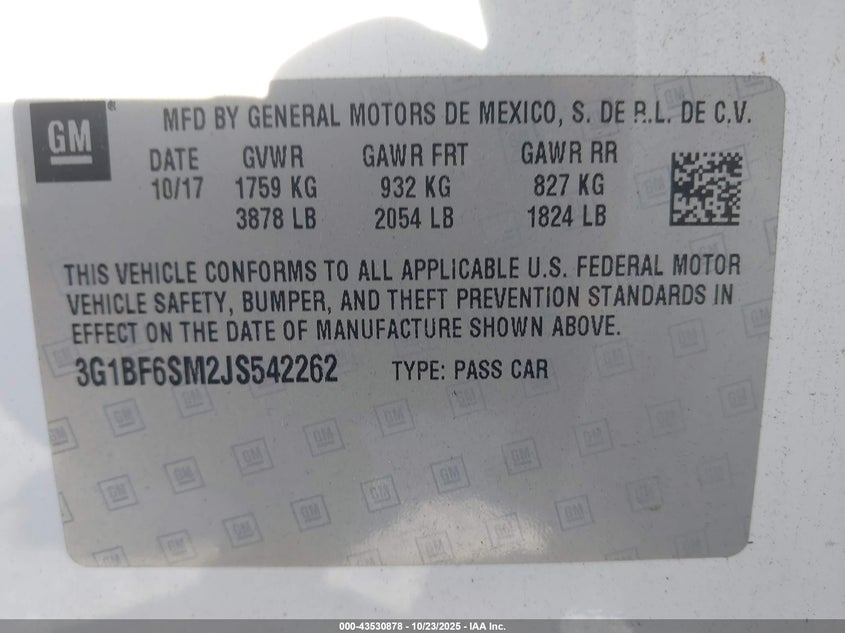 GM
MFD BY GENERAL MOTORS DE MEXICO, S. DE R.L. DE C.V.
DATE GVWR GAWR FRT GAWR RR
10/17 1759 KG 932 KG 827 KG
3878 LB 2054 LB 1824 LB
THIS VEHICLE CONFORMS TO ALL APPLICABLE U.S. FEDERAL MOTOR
VEHICLE SAFETY, BUMPER, AND THEFT PREVENTION STANDARDS IN
EFFECT ON THE DATE OF MANUFACTURE SHOWN ABOVE.
3G1BF6SM2JS542262 TYPE: PASS CAR
000-43530878 - 10/23/2025 - IAA Inc.